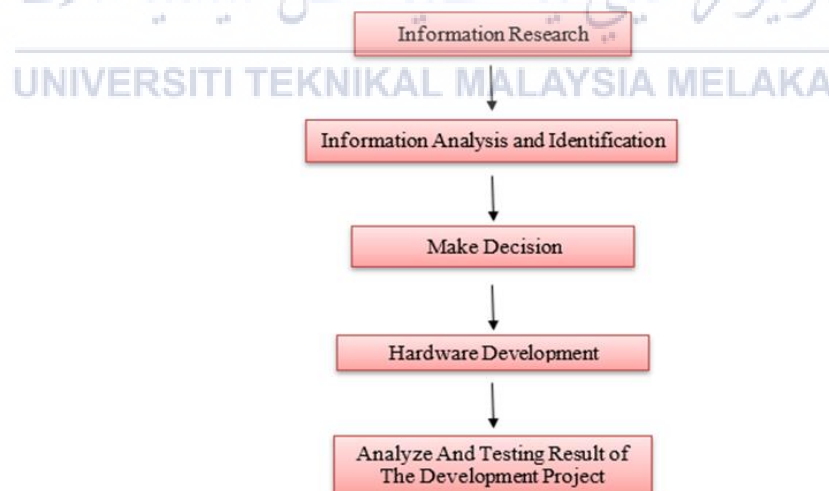 Information Research
UNIVERSITI TEKNIKAL MALAYSIA MELAKA
Information Analysis and Identification
Make Decision
Hardware Development
Analyze And Testing Result of
The Development Project